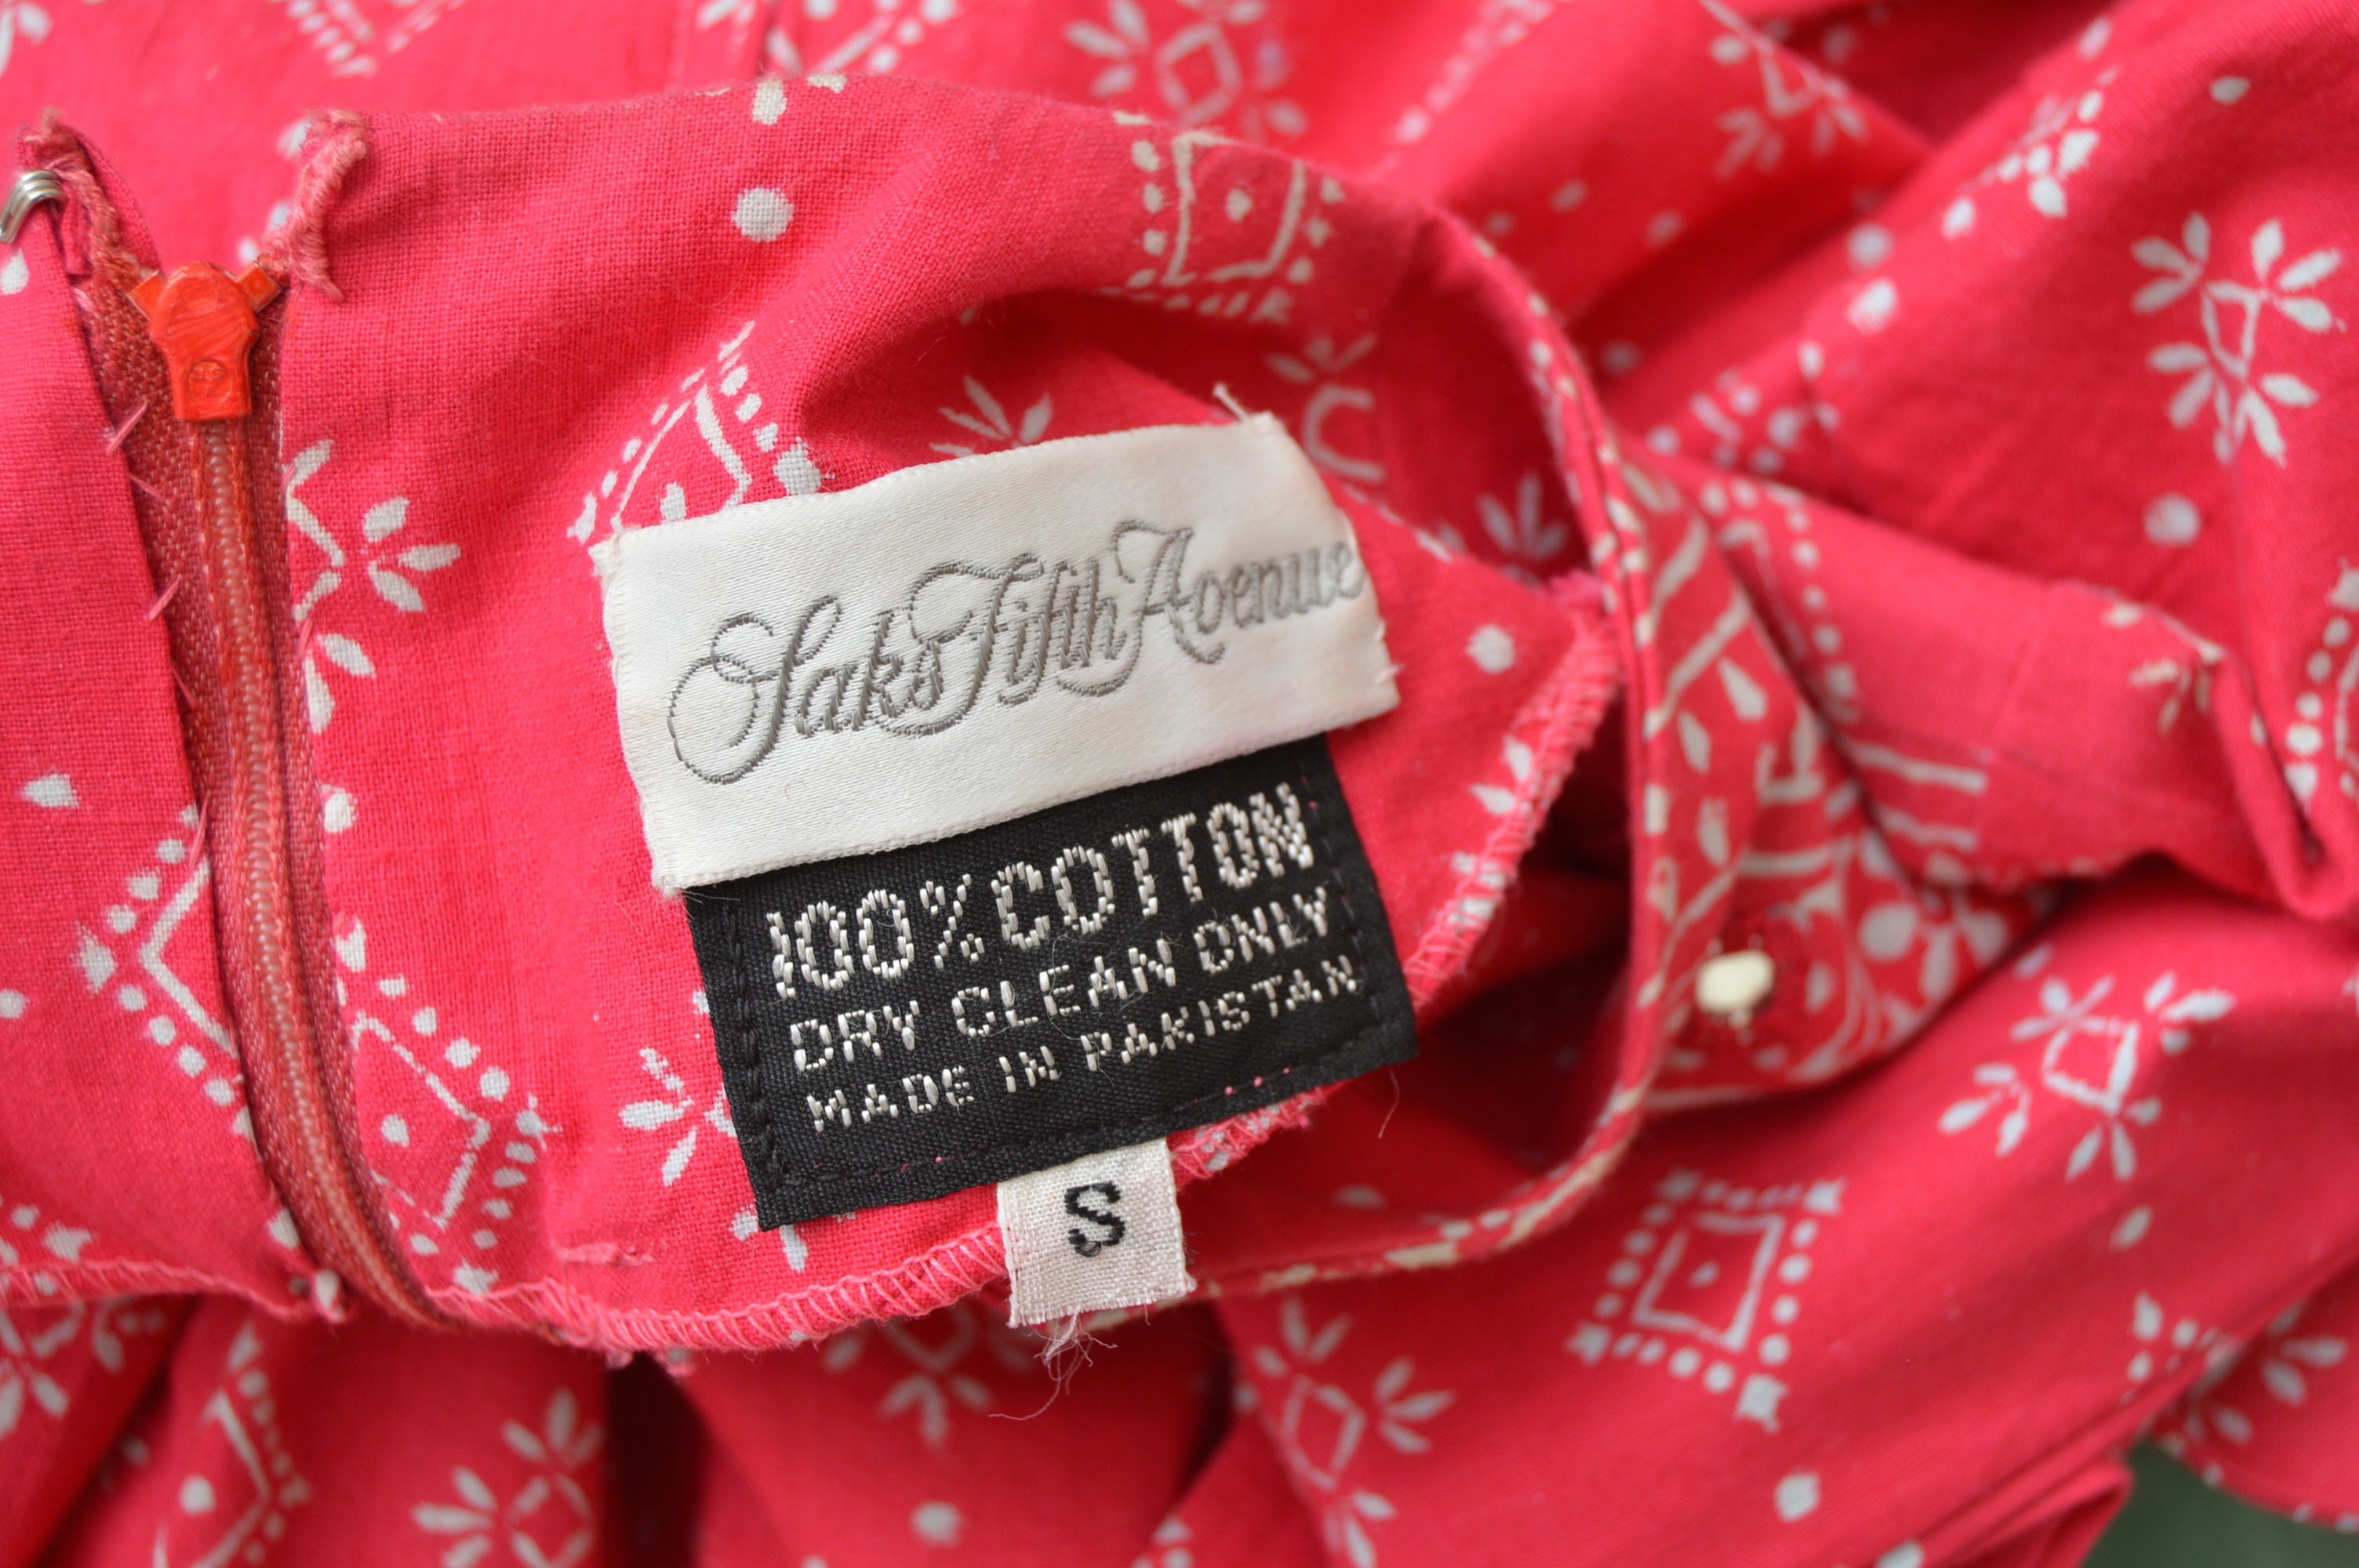 Saks Fifth Avenue
100% COTTON
DRY CLEAN ONLY
MADE IN PAKISTAN
S